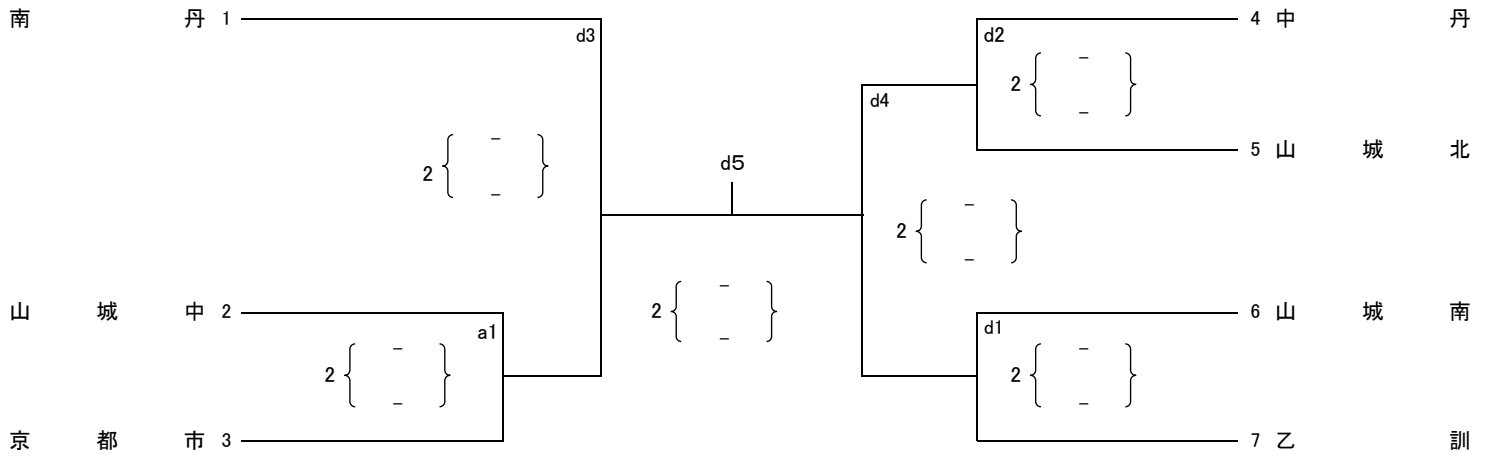 南丹 1
d3
d2
4 中丹
2 { - - }
d4
2 { - - }
d5
5 山城北
2 { - - }
2 { - - }
山城中 2
a1
d1
6 山城南
2 { - - }
2 { - - }
京都市 3
7 乙訓